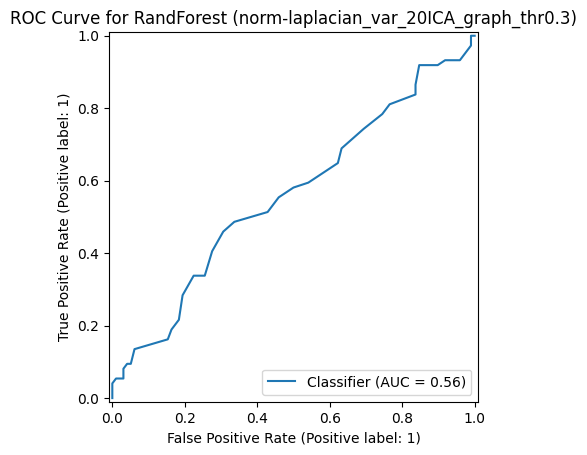 ROC Curve for RandForest (norm-laplacian_var_20ICA_graph_thr0.3)
True Positive Rate (Positive label: 1)
1.0
0.8
0.6
0.4
0.2
0.0
Classifier (AUC = 0.56)
0.0 0.2 0.4 0.6 0.8 1.0
False Positive Rate (Positive label: 1)